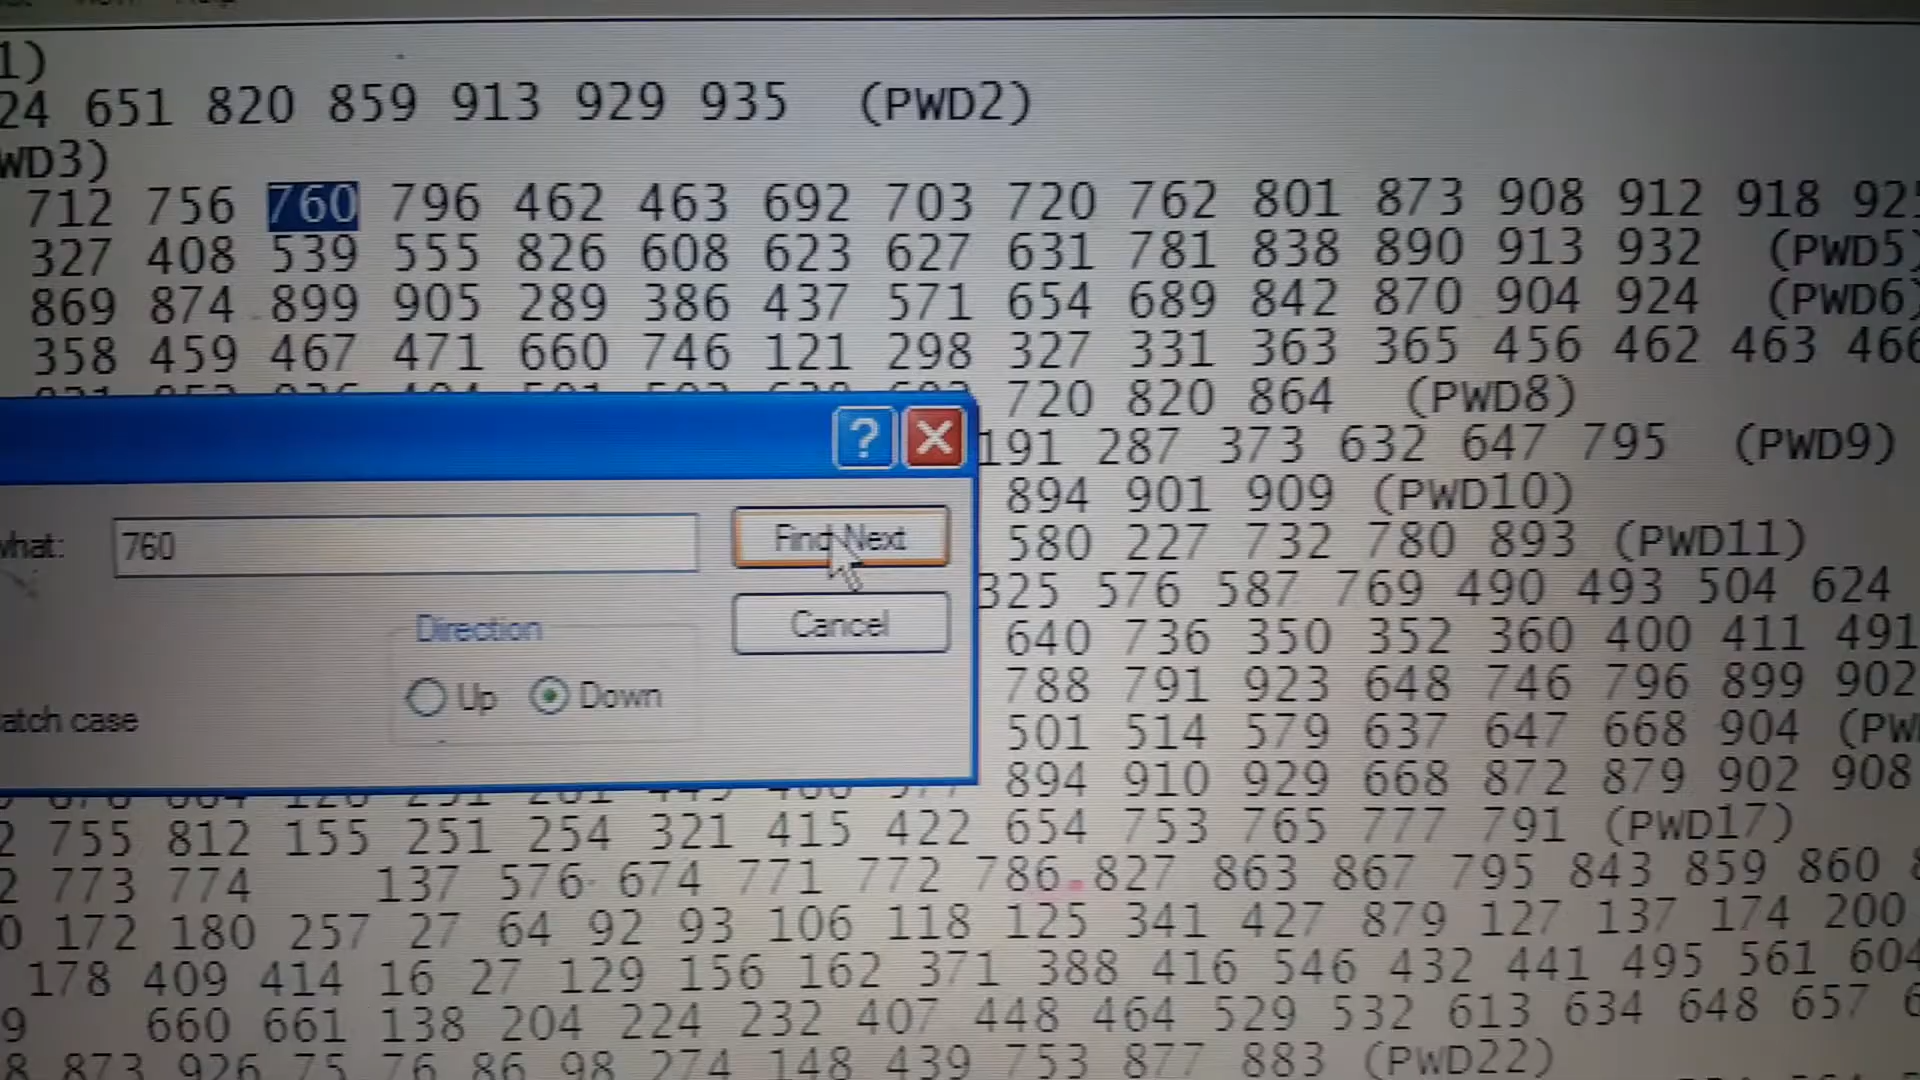 1)
24 651 820 859 913 929 935 (PWD2)
WD3)
712 756 760 796 462 463 692 703 720 762 801 873 908 912 918 925
327 408 539 555 826 608 623 627 631 781 838 890 913 932 (PWD5)
869 874 899 905 289 386 437 571 654 689 842 870 904 924 (PWD6)
358 459 467 471 660 746 121 298 327 331 363 365 456 462 463 466
720 820 864 (PWD8)
191 287 373 632 647 795 (PWD9)
894 901 909 (PWD10)
what: 760 Find Next
580 227 732 780 893 (PWD11)
325 576 587 769 490 493 504 624
Direction Cancel
640 736 350 352 360 400 411 491
Up Down
788 791 923 648 746 796 899 902
atch case
501 514 579 637 647 668 904 (PW
894 910 929 668 872 879 902 908
2 755 812 155 251 254 321 415 422 654 753 765 777 791 (PWD17)
2 773 774 137 576 674 771 772 786 827 863 867 795 843 859 860
0 172 180 257 27 64 92 93 106 118 125 341 427 879 127 137 174 200
178 409 414 16 27 129 156 162 371 388 416 546 432 441 495 561 604
9 660 661 138 204 224 232 407 448 464 529 532 613 634 648 657 6
8 873 926 75 76 86 98 274 148 439 753 877 883 (PWD22)